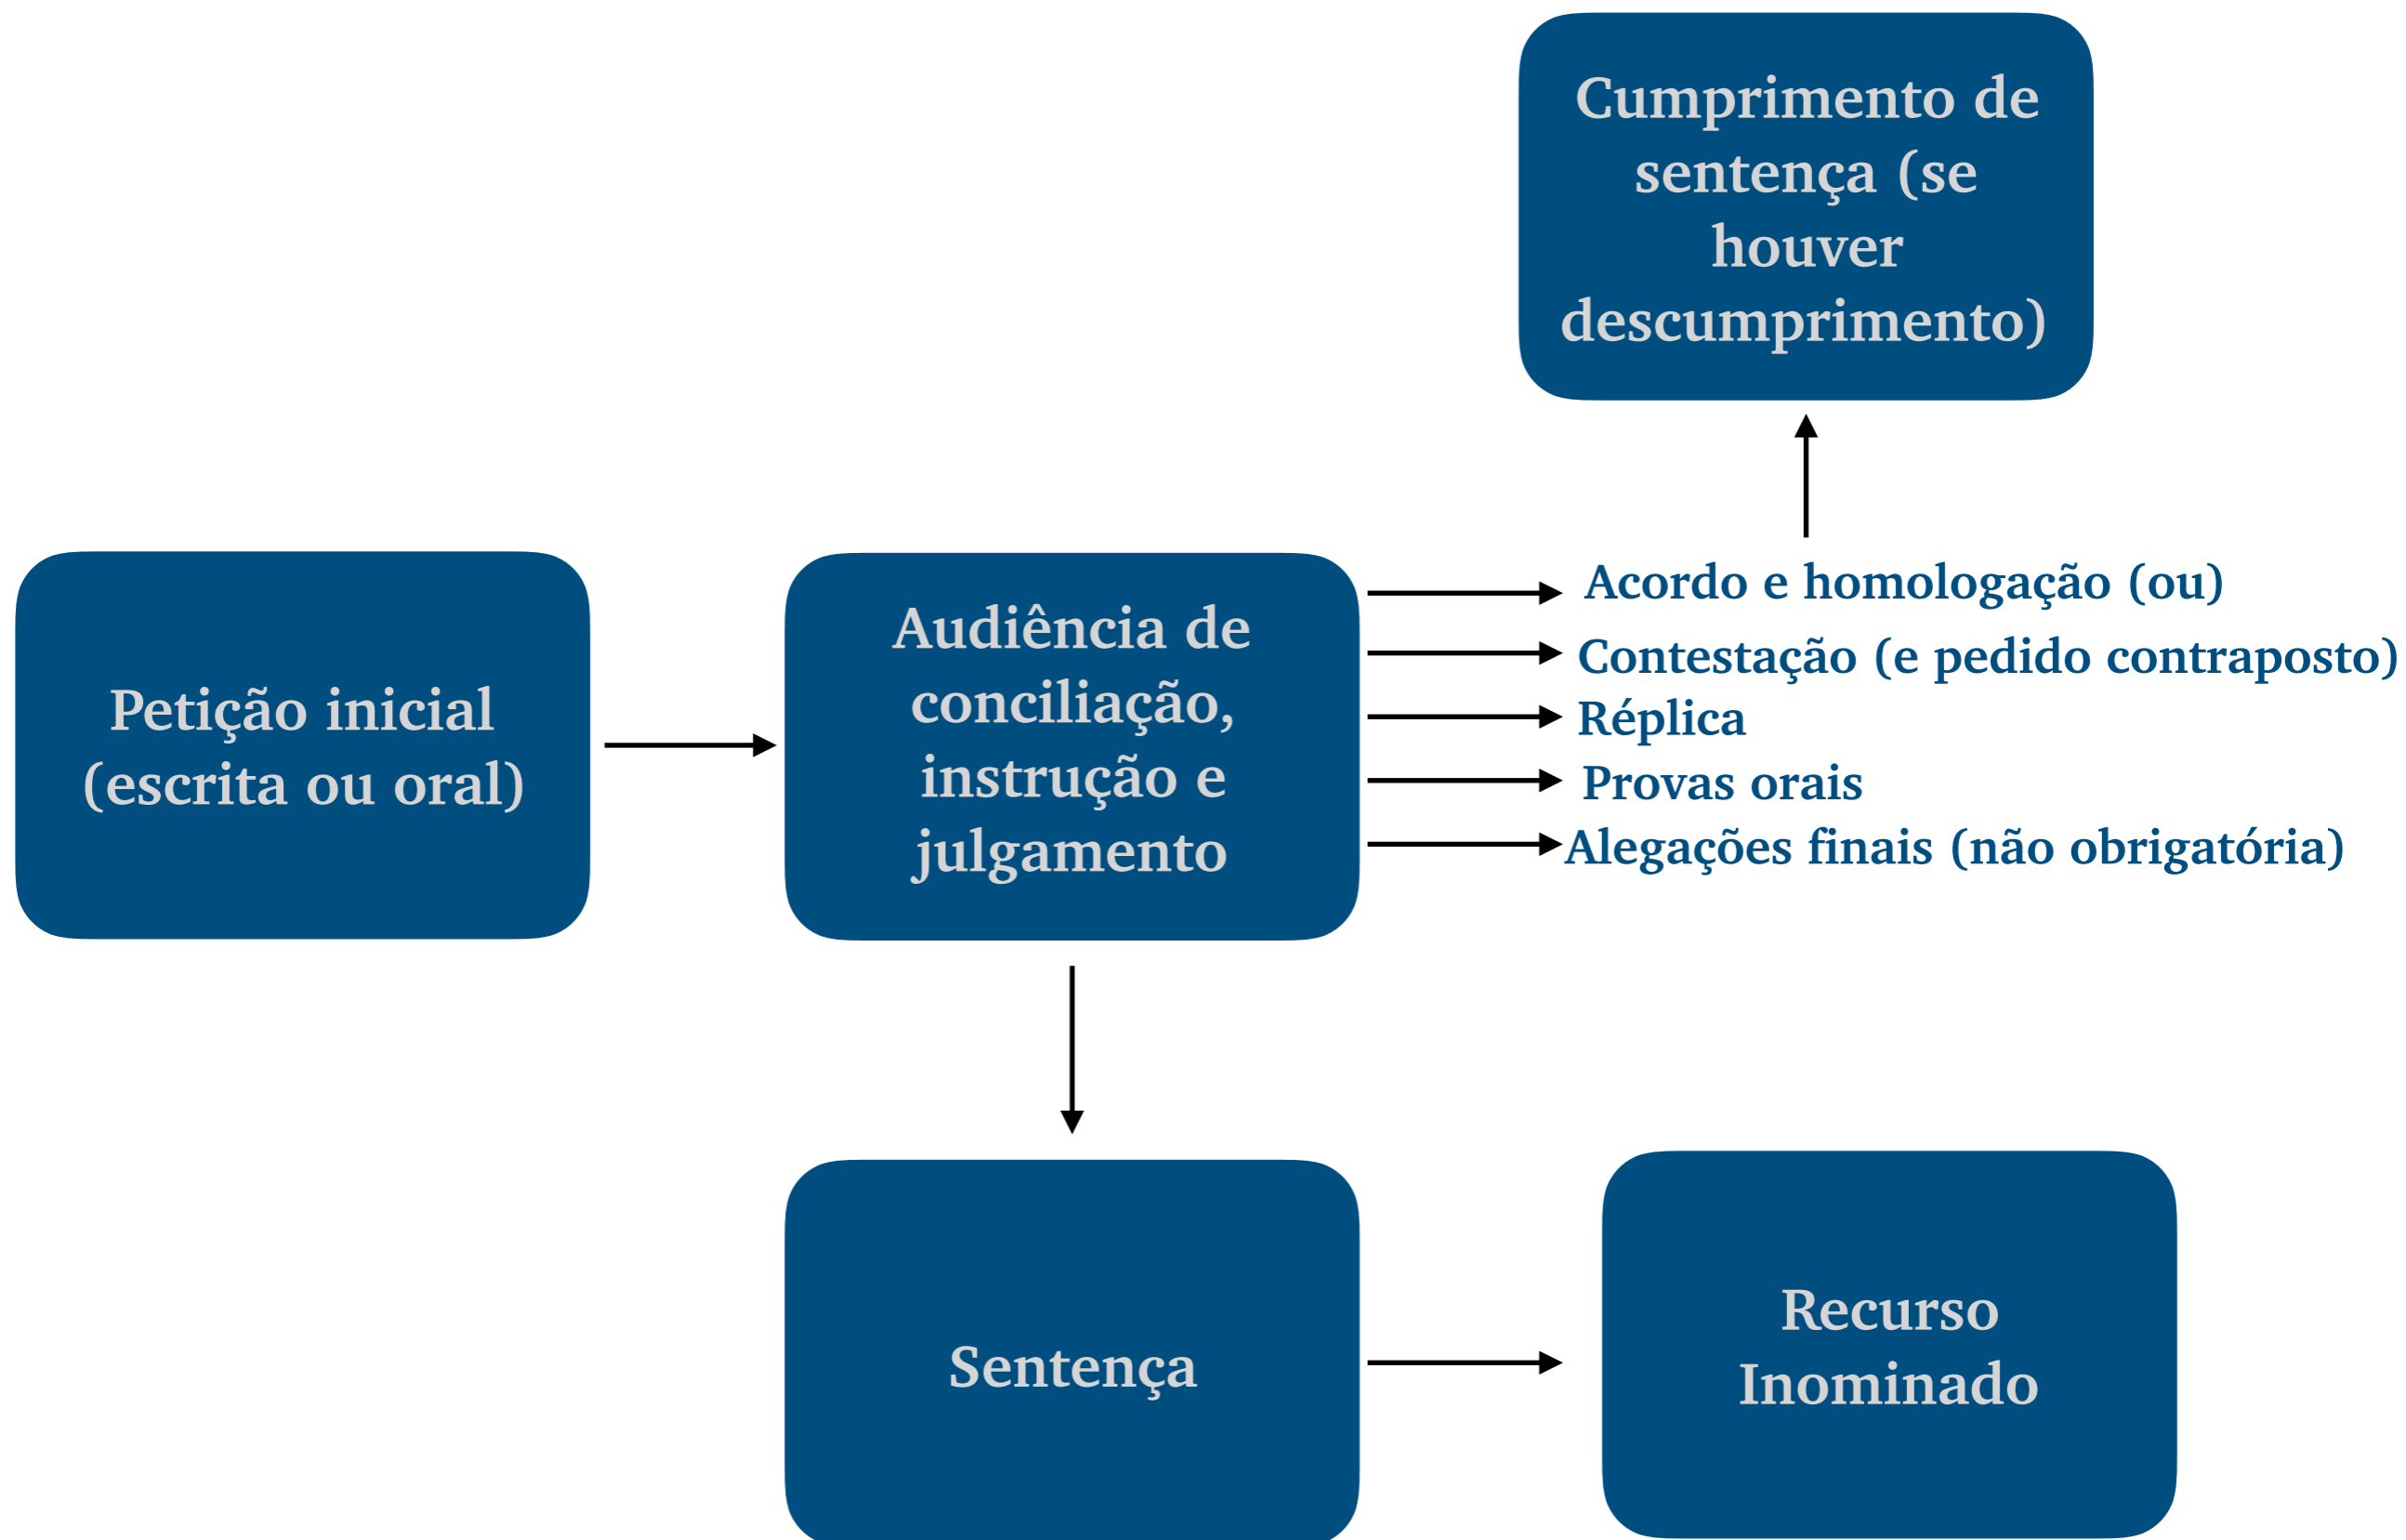 Cumprimento de
sentença (se
houver
descumprimento)
Petição inicial
(escrita ou oral)
Audiência de
conciliação,
instrução e
julgamento
Acordo e homologação (ou)
Contestação (e pedido contraposto)
Réplica
Provas orais
Alegações finais (não obrigatória)
Sentença
Recurso
Inominado